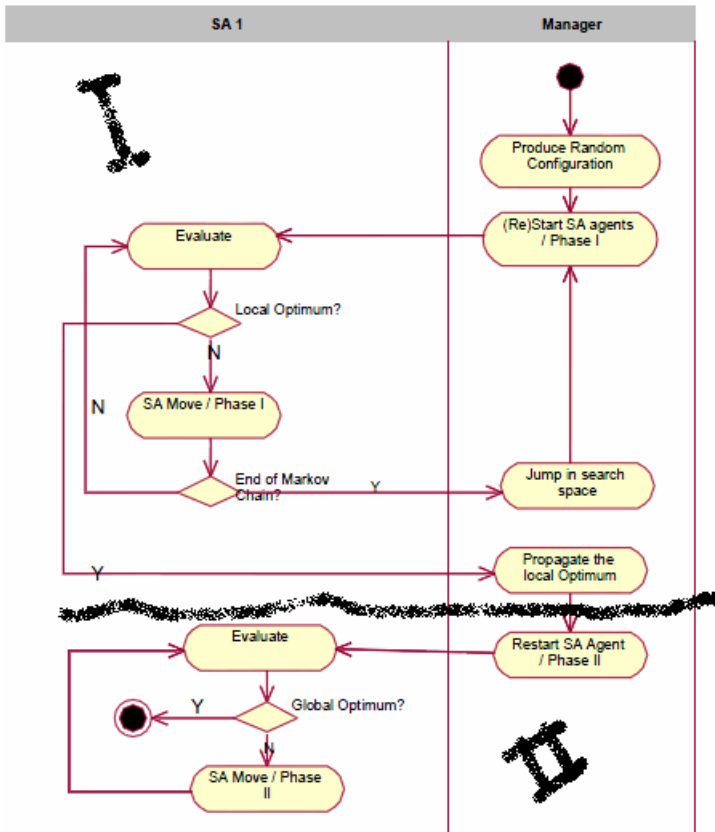 SA 1
Manager
I
Produce Random
Configuration
(Re)Start SA agents
/ Phase I
Evaluate
Local Optimum?
N
SA Move / Phase I
N
End of Markov
Chain?
Y
Jump in search
space
Y
Propagate the
local Optimum
Evaluate
Restart SA Agent
/ Phase II
Y
Global Optimum?
N
SA Move / Phase
II
II